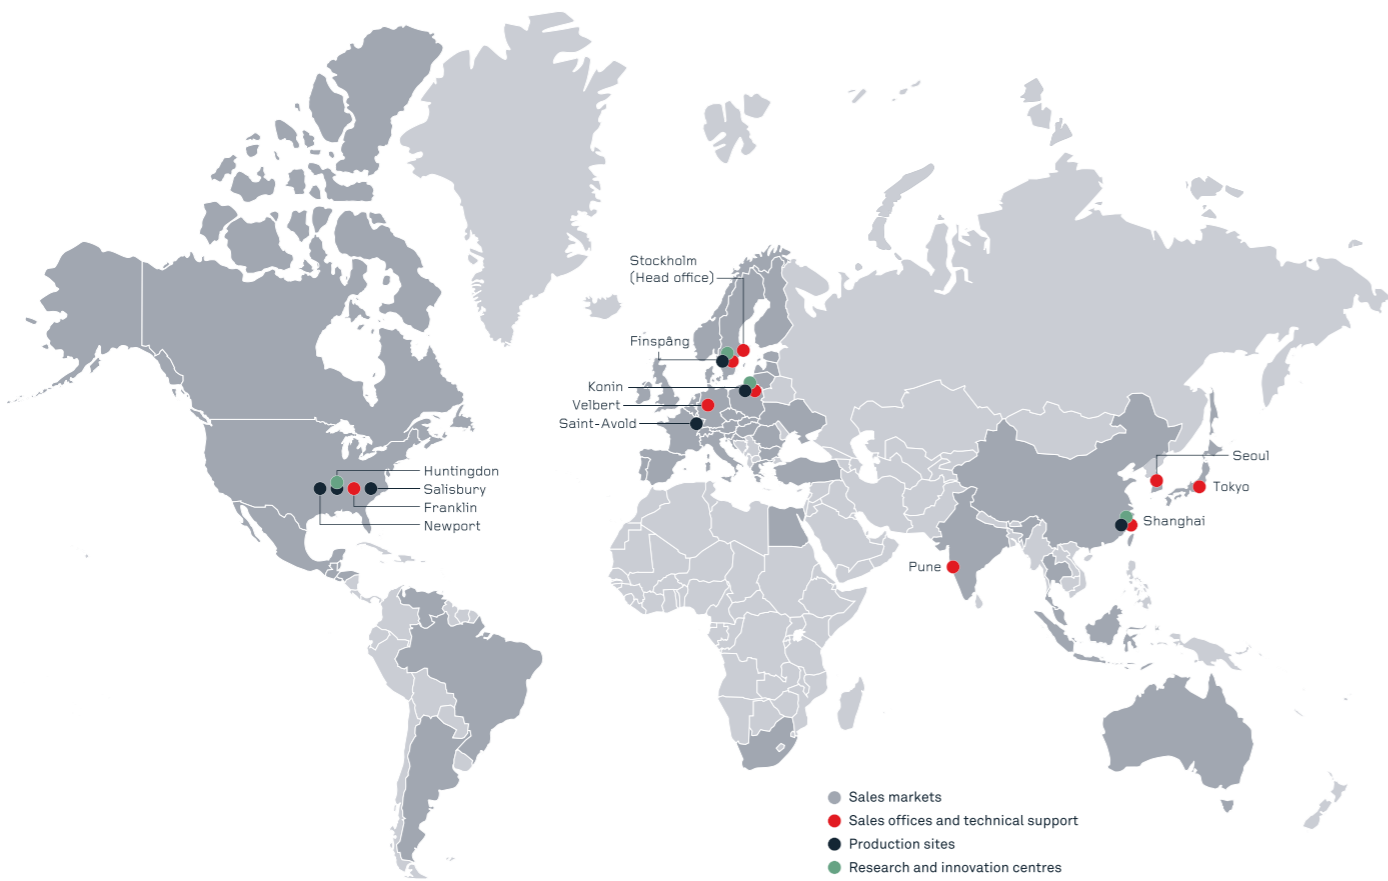 Stockholm
(Head office)
Finspång
Konin
Velbert
Saint-Avold
Huntingdon
Salisbury
Franklin
Newport
Seoul
Tokyo
Shanghai
Pune
Sales markets
Sales offices and technical support
Production sites
Research and innovation centres